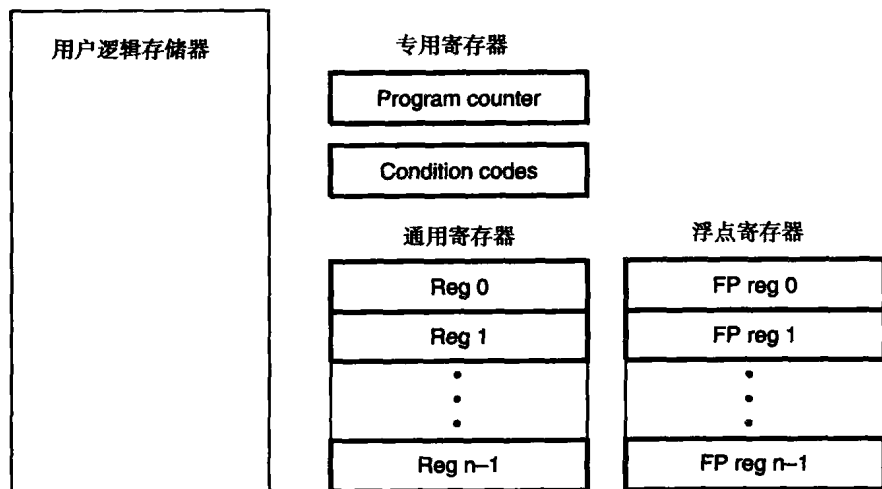 用户逻辑存储器
专用寄存器
Program counter
Condition codes
通用寄存器
Reg 0
Reg 1
Reg n–1
浮点寄存器
FP reg 0
FP reg 1
FP reg n–1